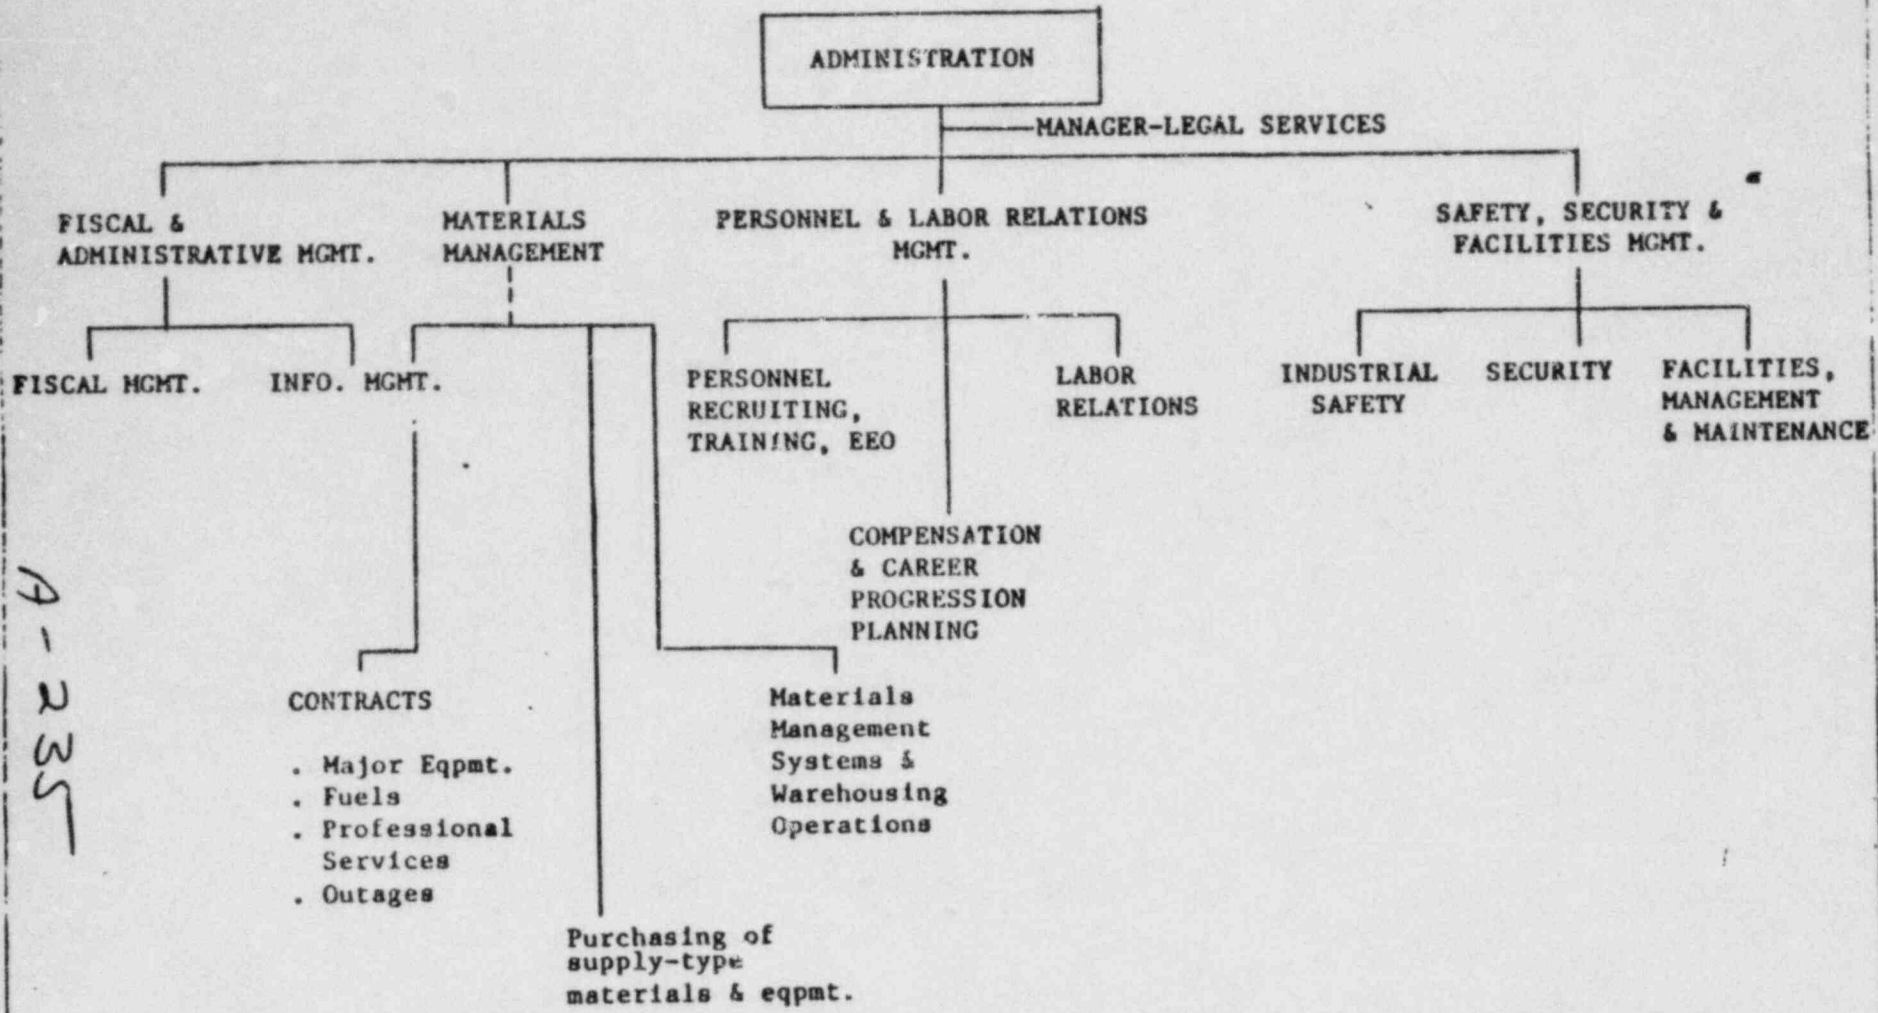 ADMINISTRATION
MANAGER-LEGAL SERVICES
FISCAL &
ADMINISTRATIVE MGMT.
MATERIALS
MANAGEMENT
PERSONNEL & LABOR RELATIONS
MGMT.
SAFETY, SECURITY &
FACILITIES MGMT.
FISCAL MGMT.
INFO. MGMT.
PERSONNEL
RECRUITING,
TRAINING, EEO
LABOR
RELATIONS
INDUSTRIAL
SAFETY
SECURITY
FACILITIES,
MANAGEMENT
& MAINTENANCE
COMPENSATION
& CAREER
PROGRESSION
PLANNING
CONTRACTS
. Major Eqpmt.
. Fuels
. Professional
Services
. Outages
Materials
Management
Systems &
Warehousing
Operations
Purchasing of
supply-type
materials & eqpmt.
A-235